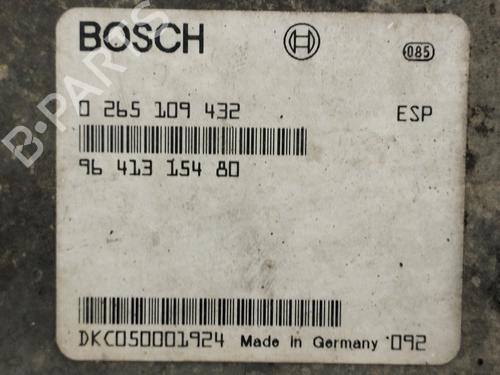 BOSCH
085
0 265 109 432 ESP
96 413 154 80
DKC050001924 Made in Germany 092
B-PARTS